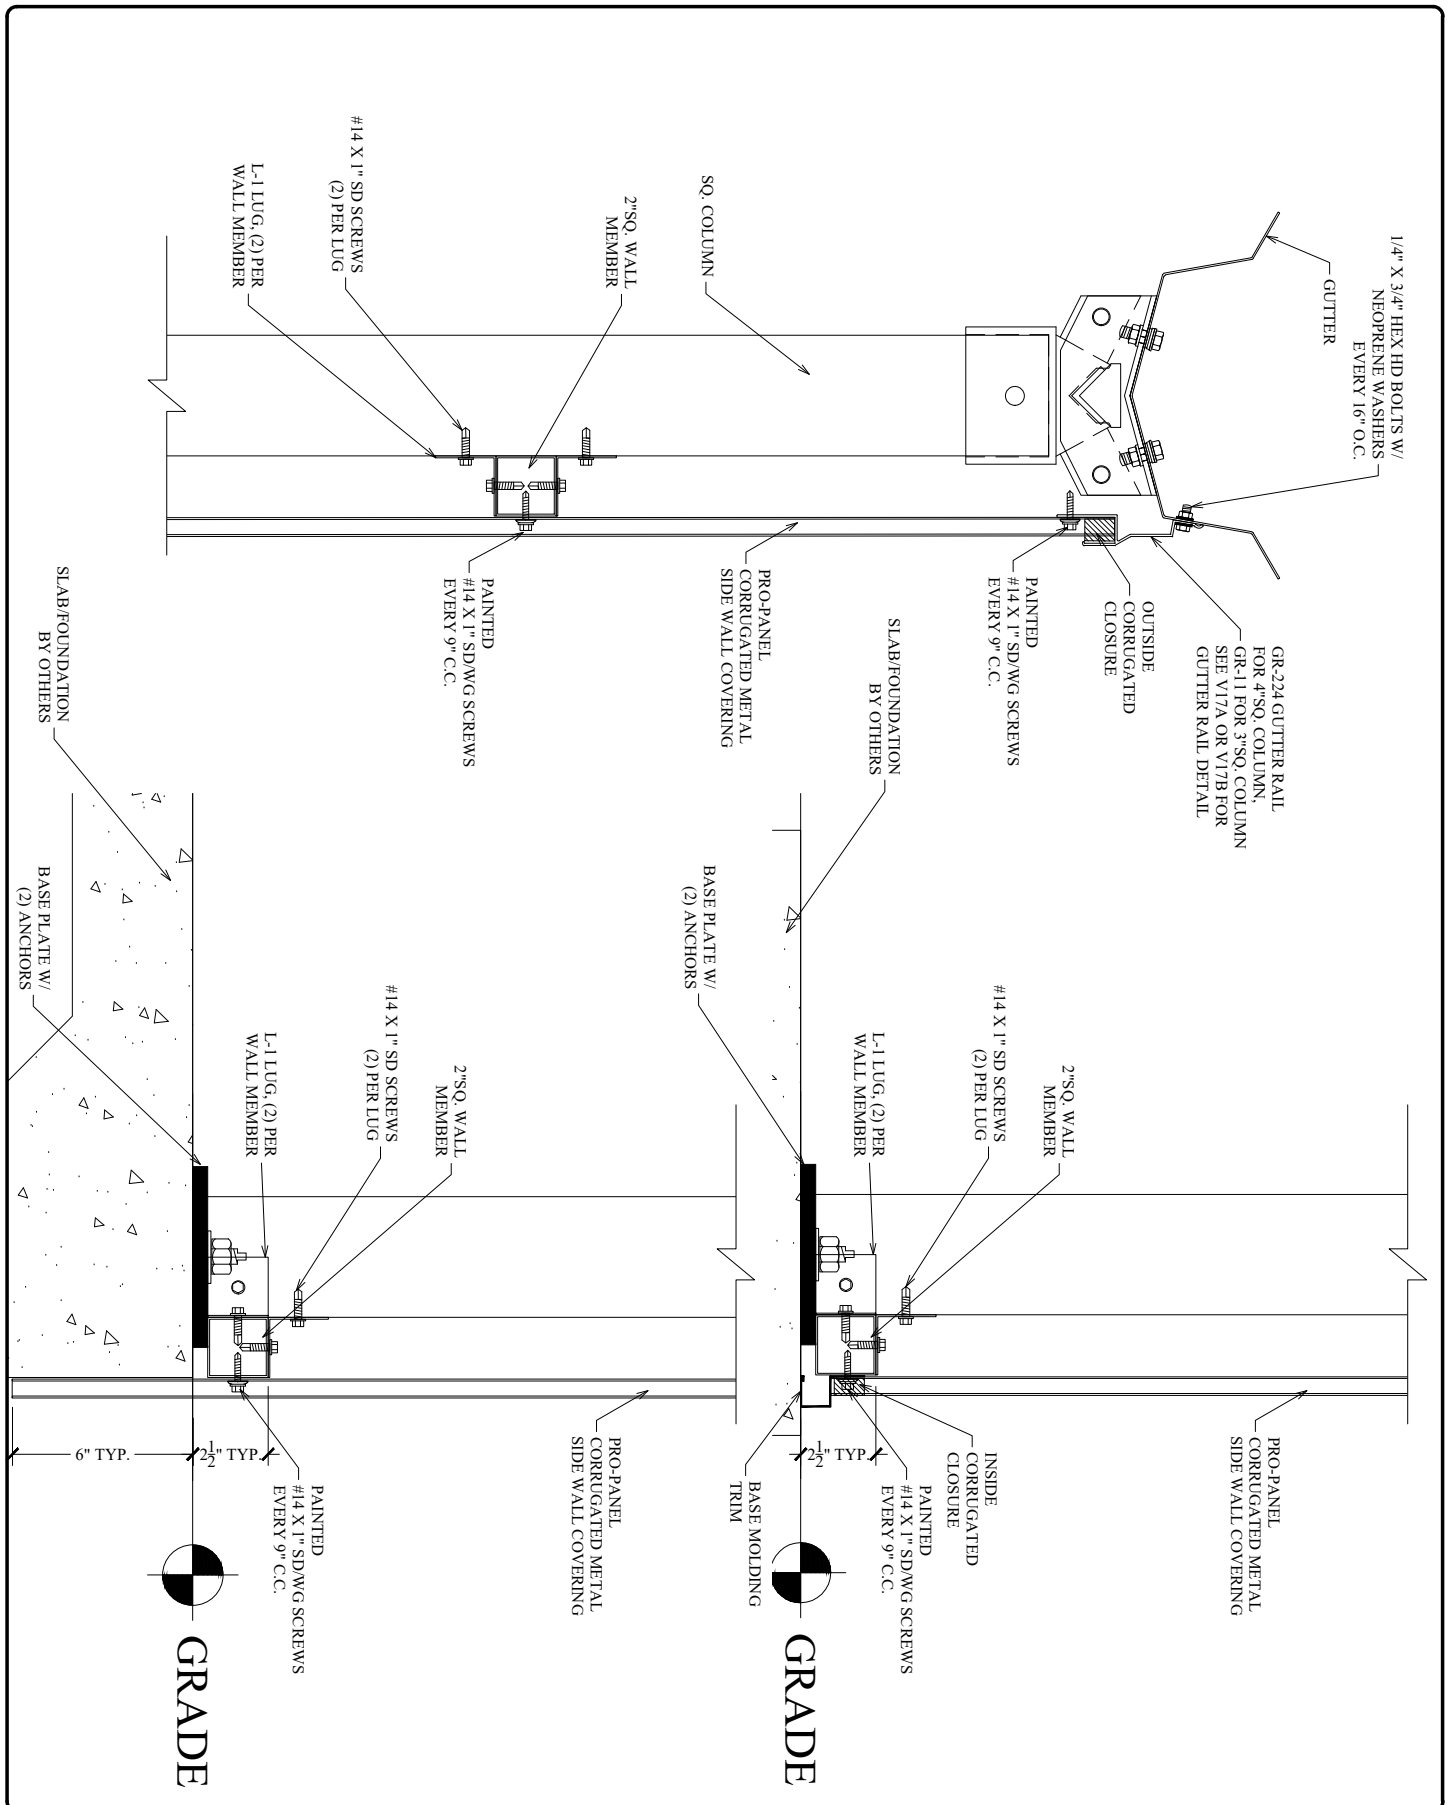 1/4" X 3/4" HEX HD BOLTS W/
NEOPRENE WASHERS
EVERY 16" O.C.
GUTTER
SQ. COLUMN
2"SQ. WALL
MEMBER
#14 X 1" SD SCREWS
(2) PER LUG
L-1 LUG, (2) PER
WALL MEMBER
GR-224 GUTTER RAIL
FOR 4"SQ. COLUMN,
GR-11 FOR 3"SQ. COLUMN
SEE V17A OR V17B FOR
GUTTER RAIL DETAIL
OUTSIDE
CORRUGATED
CLOSURE
PAINTED
#14 X 1" SD/WG SCREWS
EVERY 9" C.C.
PRO-PANEL
CORRUGATED METAL
SIDE WALL COVERING
PAINTED
#14 X 1" SD/WG SCREWS
EVERY 9" C.C.
PRO-PANEL
CORRUGATED METAL
SIDE WALL COVERING
2"SQ. WALL
MEMBER
#14 X 1" SD SCREWS
(2) PER LUG
L-1 LUG, (2) PER
WALL MEMBER
SLAB/FOUNDATION
BY OTHERS
BASE PLATE W/
(2) ANCHORS
INSIDE
CORRUGATED
CLOSURE
PAINTED
#14 X 1" SD/WG SCREWS
EVERY 9" C.C.
2 1/2" TYP.
BASE MOLDING
TRIM
GRADE
PRO-PANEL
CORRUGATED METAL
SIDE WALL COVERING
2"SQ. WALL
MEMBER
#14 X 1" SD SCREWS
(2) PER LUG
L-1 LUG, (2) PER
WALL MEMBER
SLAB/FOUNDATION
BY OTHERS
BASE PLATE W/
(2) ANCHORS
PAINTED
#14 X 1" SD/WG SCREWS
EVERY 9" C.C.
2 1/2" TYP.
6" TYP.
GRADE